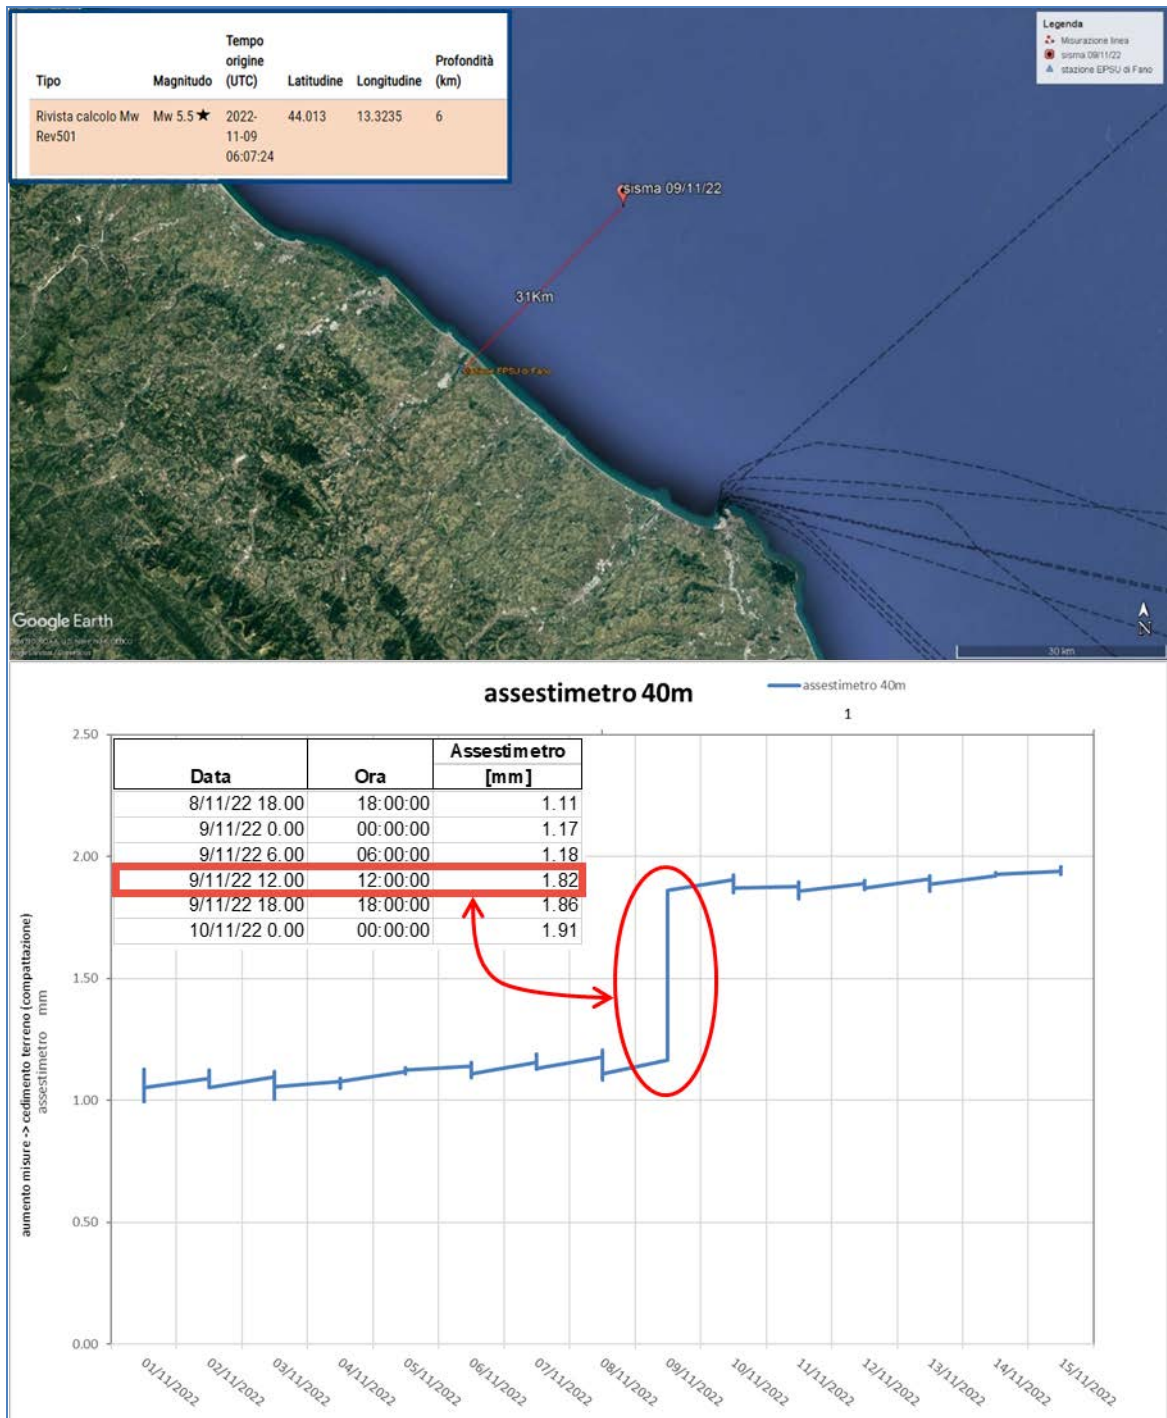 Tipo Magnitudo Tempo origine (UTC) Latitudine Longitudine Profondità (km)
Rivista calcolo Mw Rev501 Mw 5.5 ★ 2022-11-09 06:07:24 44.013 13.3235 6
Legenda
Misurazione linea
sisma 09/11/22
stazione EPSU di Fano
sisma 09/11/22
31Km
stazione EPSU di Fano
Google Earth
N
30 km
assestimetro 40m
assestimetro 40m
1
Data Ora Assestimetro [mm]
8/11/22 18.00 18:00:00 1.11
9/11/22 0.00 00:00:00 1.17
9/11/22 6.00 06:00:00 1.18
9/11/22 12.00 12:00:00 1.82
9/11/22 18.00 18:00:00 1.86
10/11/22 0.00 00:00:00 1.91
aumento misure -> cedimento terreno (compattazione)
assestimetro mm
2.50
2.00
1.50
1.00
0.50
0.00
01/11/2022
02/11/2022
03/11/2022
04/11/2022
05/11/2022
06/11/2022
07/11/2022
08/11/2022
09/11/2022
10/11/2022
11/11/2022
12/11/2022
13/11/2022
14/11/2022
15/11/2022